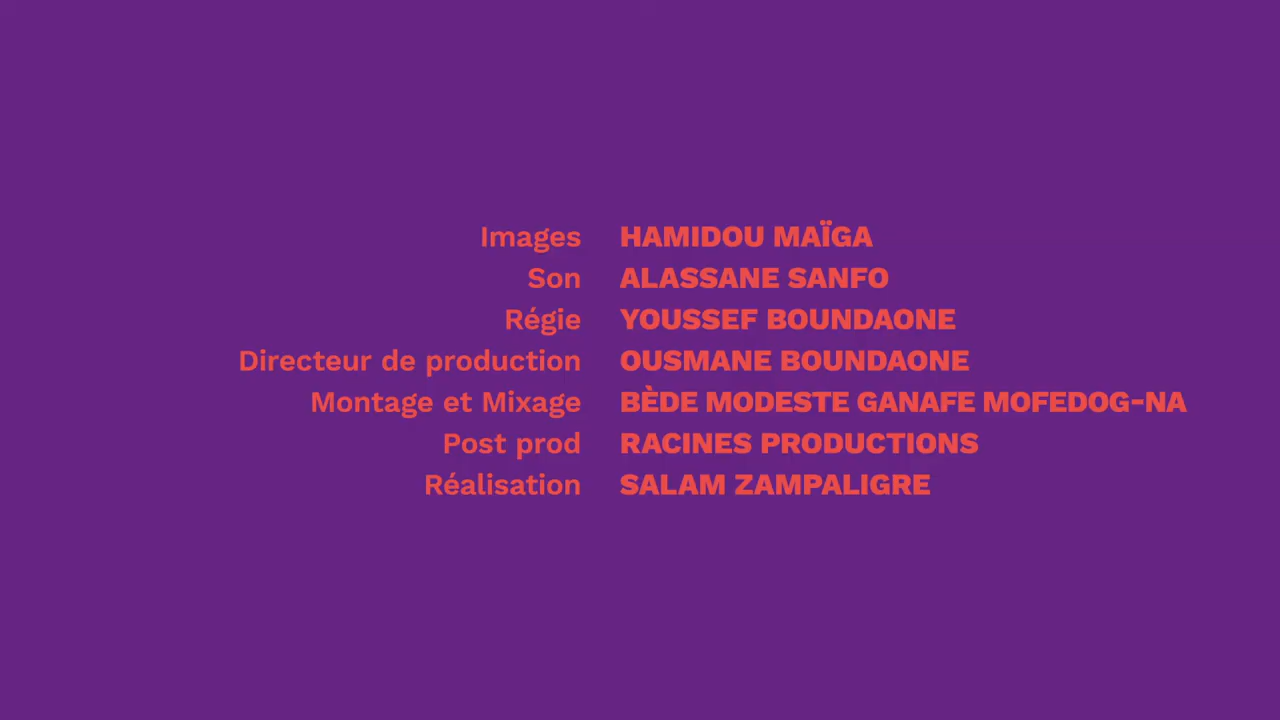 Images HAMIDOU MAÏGA
Son ALASSANE SANFO
Régie YOUSSEF BOUNDAONE
Directeur de production OUSMANE BOUNDAONE
Montage et Mixage BÈDE MODESTE GANAFE MOFEDOG-NA
Post prod RACINES PRODUCTIONS
Réalisation SALAM ZAMPALIGRE